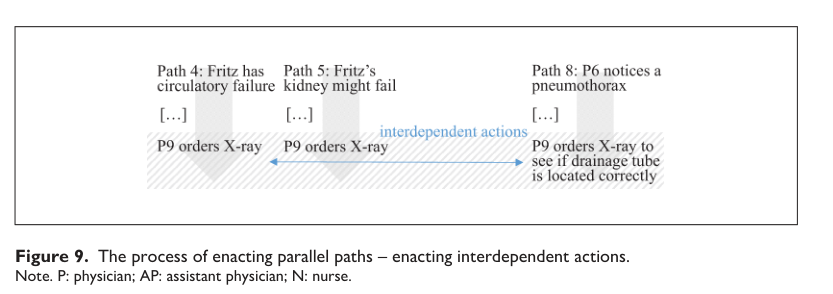 Path 4: Fritz has circulatory failure
Path 5: Fritz's kidney might fail
Path 8: P6 notices a pneumothorax
[…]
[…]
[…]
interdependent actions
P9 orders X-ray
P9 orders X-ray
P9 orders X-ray to see if drainage tube is located correctly
Figure 9. The process of enacting parallel paths – enacting interdependent actions.
Note. P: physician; AP: assistant physician; N: nurse.